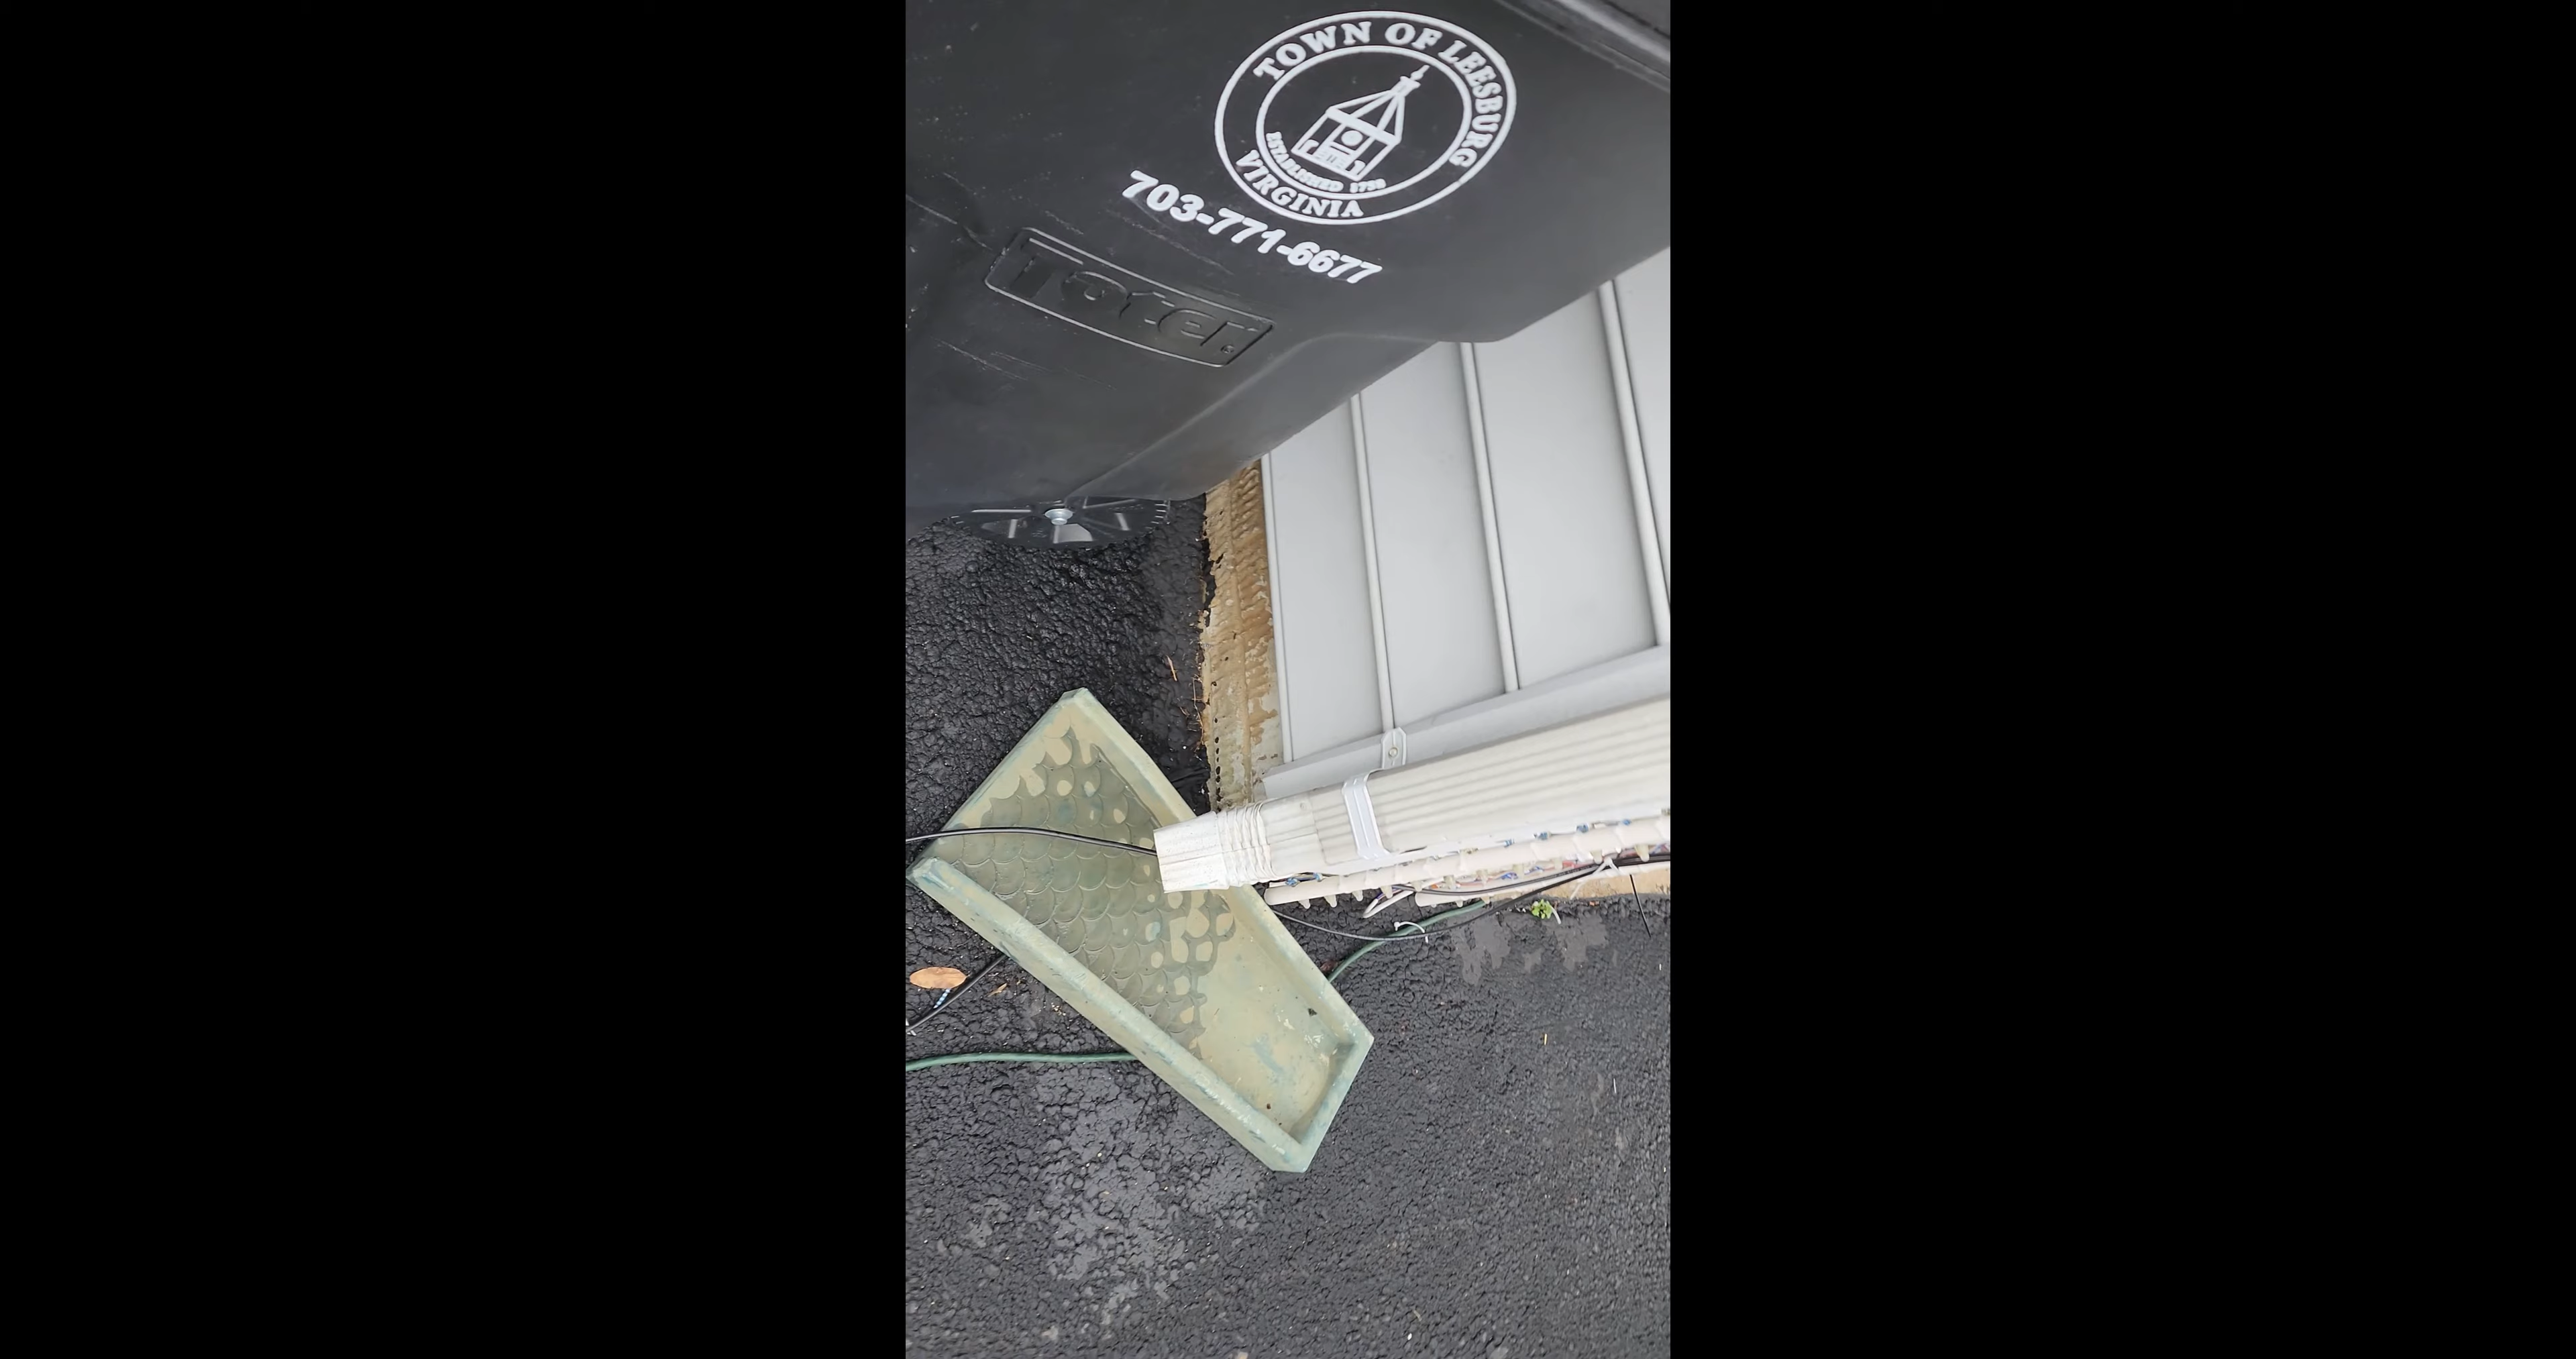 TOWN OF LEESBURG
ESTABLISHED 1758
VIRGINIA
703-771-6677
Toter